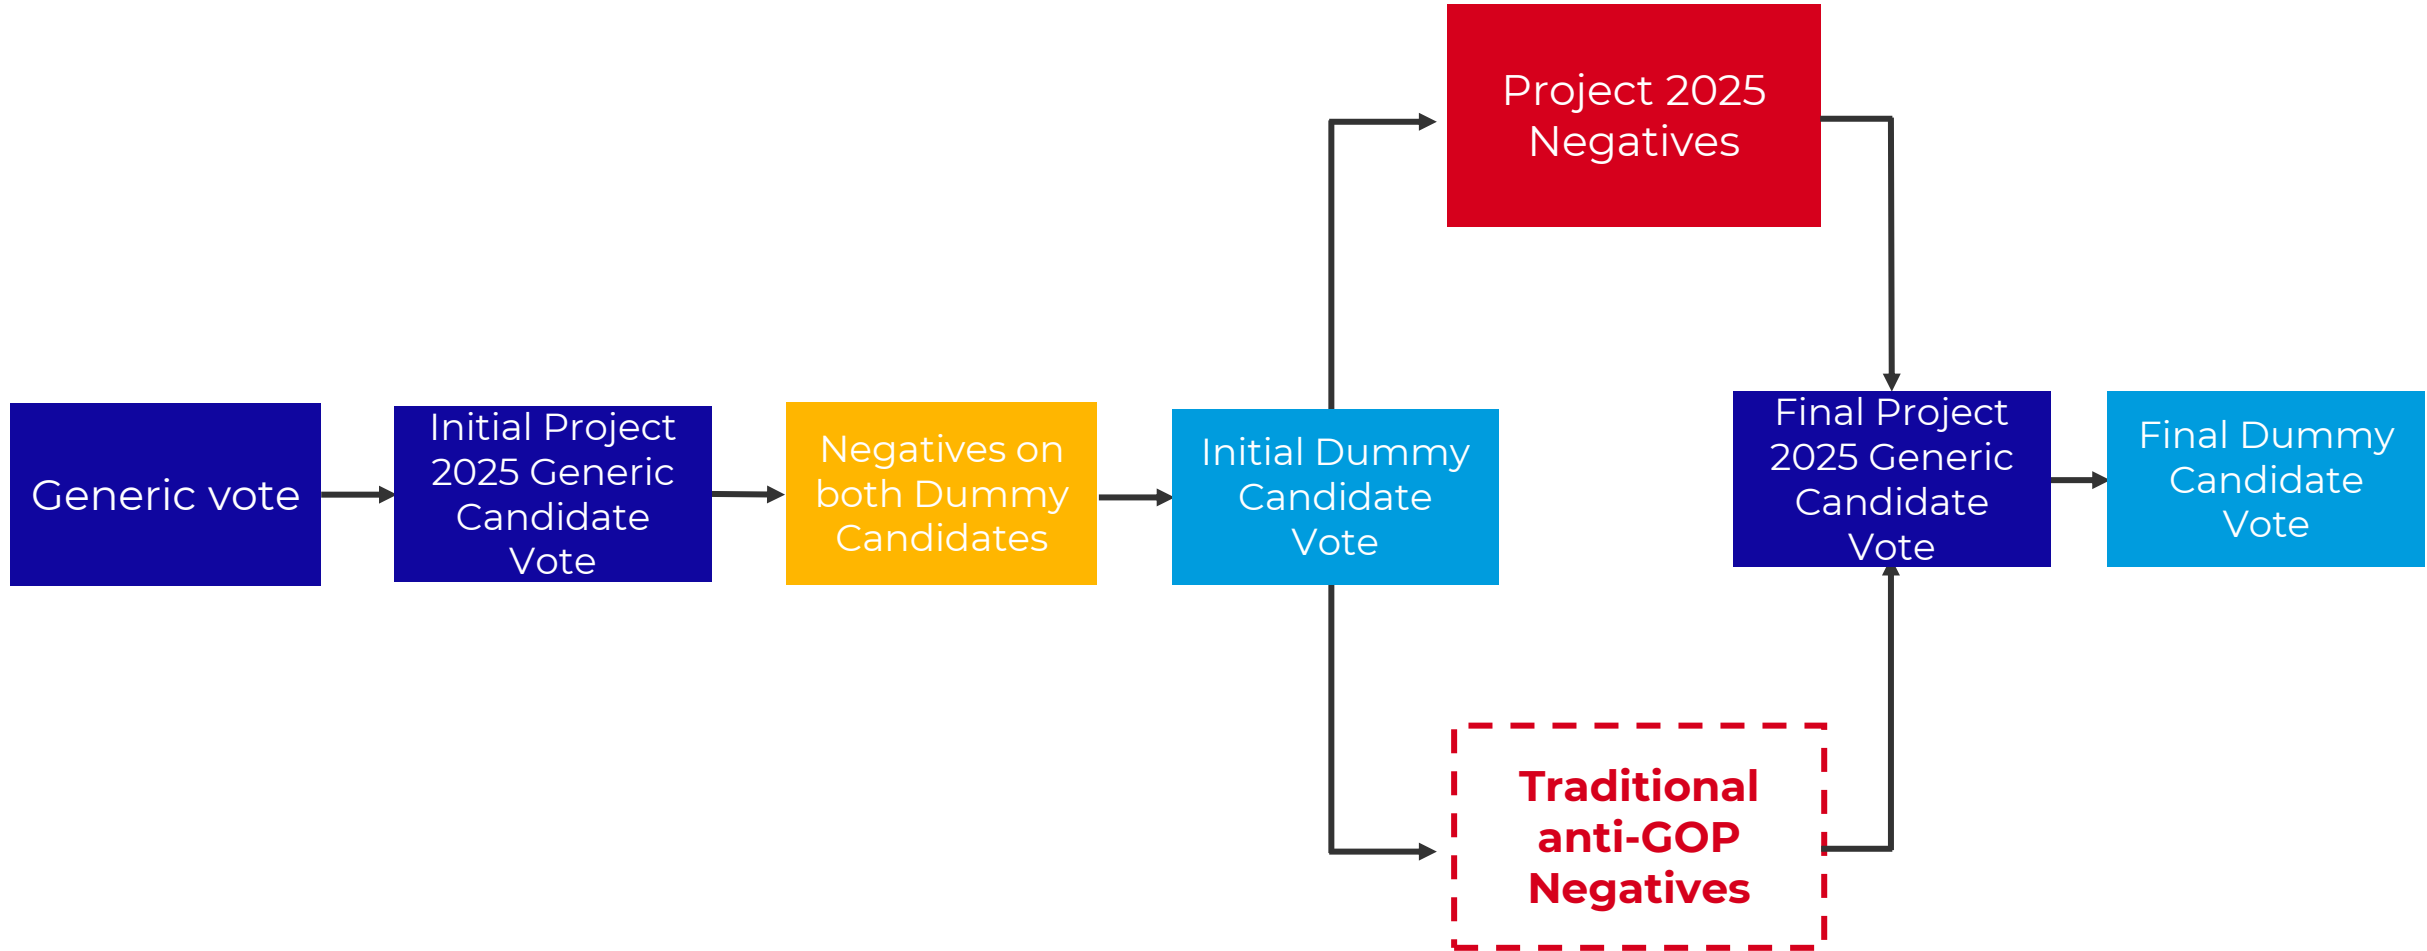 Project 2025
Negatives
Generic vote
Initial Project
2025 Generic
Candidate
Vote
Negatives on
both Dummy
Candidates
Initial Dummy
Candidate
Vote
Final Project
2025 Generic
Candidate
Vote
Final Dummy
Candidate
Vote
Traditional
anti-GOP
Negatives